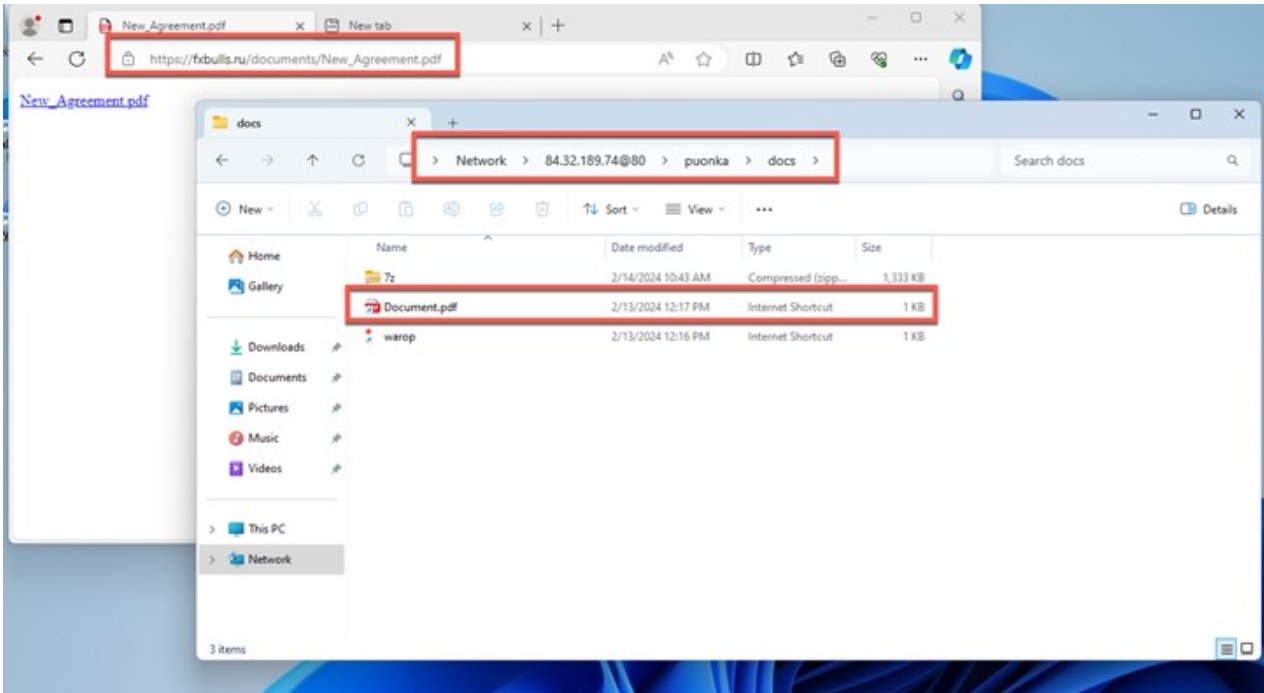 New_Agreement.pdf
New tab
https://fxbulls.ru/documents/New_Agreement.pdf
New_Agreement.pdf
docs
Network > 84.32.189.74@80 > puonka > docs >
Search docs
New
Sort
View
Details
Name Date modified Type Size
Home
Gallery
7z 2/14/2024 10:43 AM Compressed (zipp... 1,333 KB
Document.pdf 2/13/2024 12:17 PM Internet Shortcut 1 KB
warop 2/13/2024 12:16 PM Internet Shortcut 1 KB
Downloads
Documents
Pictures
Music
Videos
This PC
Network
3 items